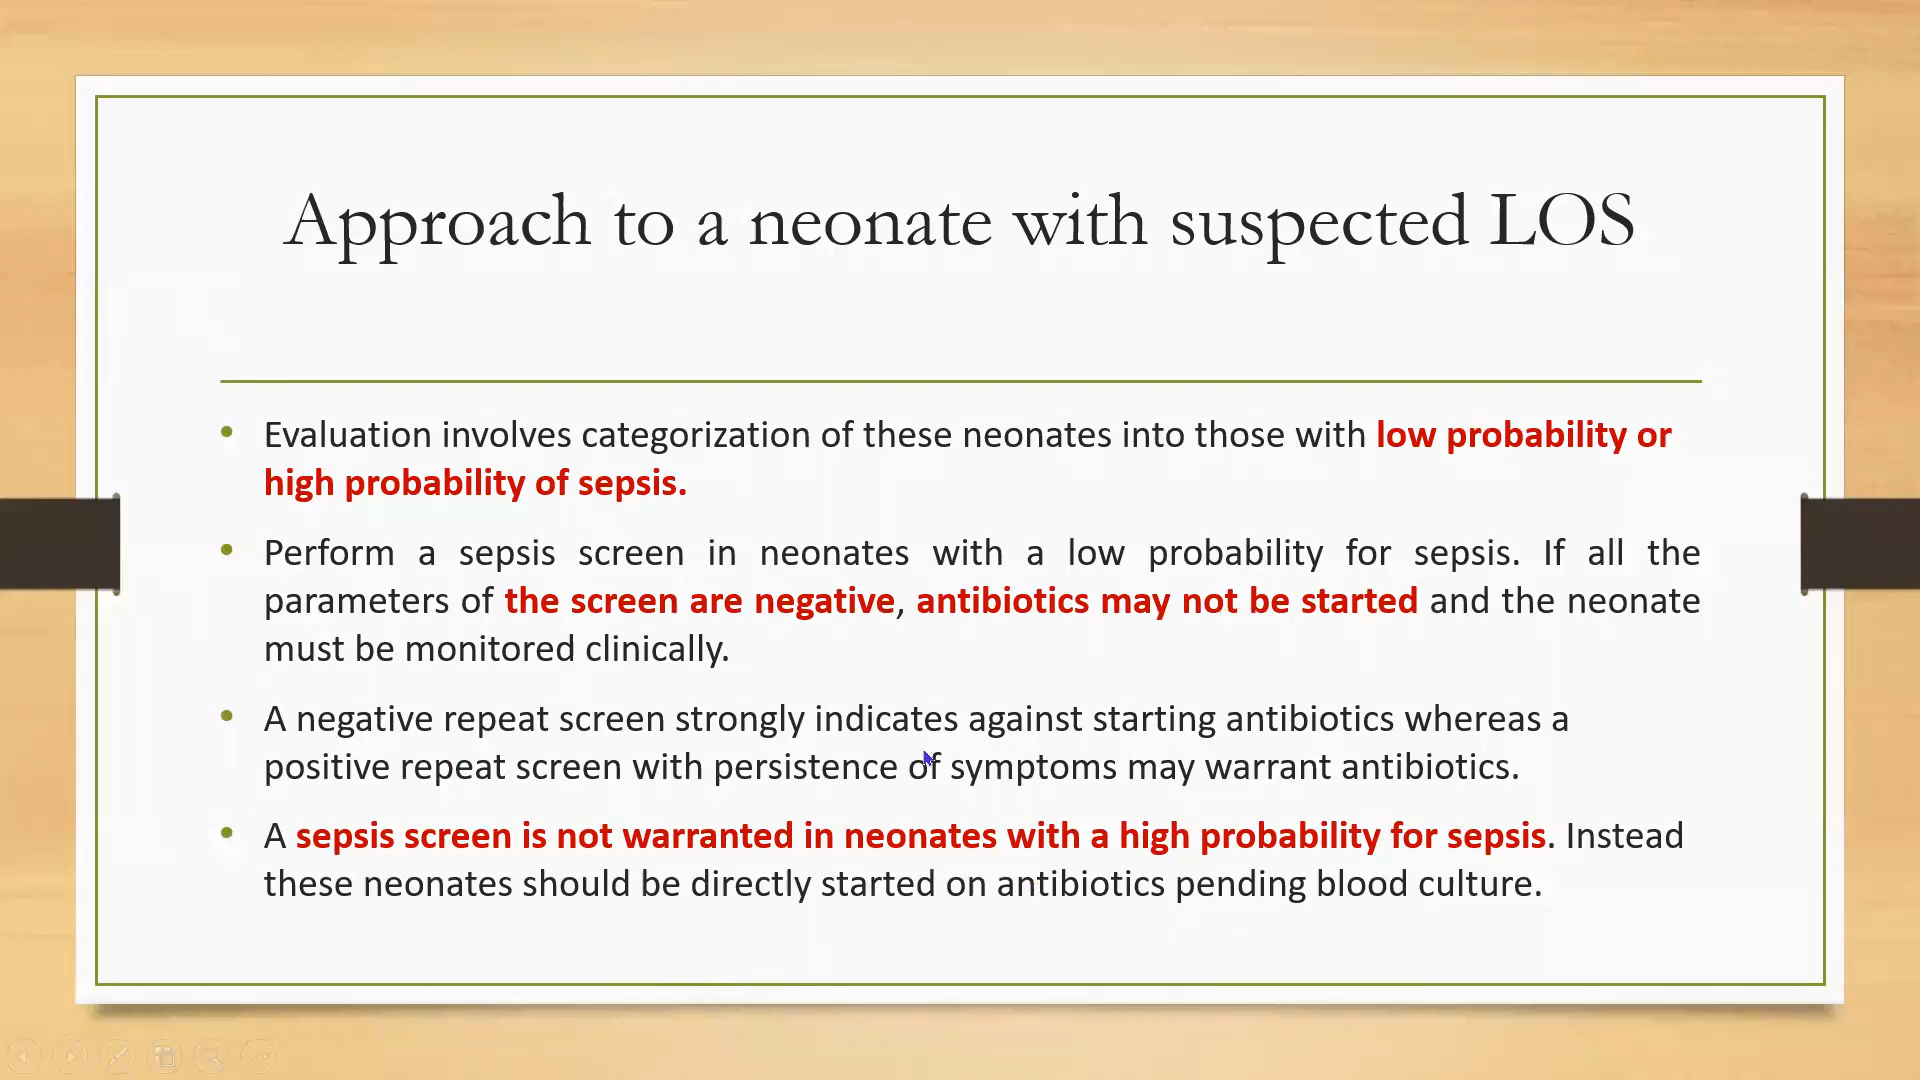 Approach to a neonate with suspected LOS
• Evaluation involves categorization of these neonates into those with low probability or
high probability of sepsis.
• Perform a sepsis screen in neonates with a low probability for sepsis. If all the
parameters of the screen are negative, antibiotics may not be started and the neonate
must be monitored clinically.
• A negative repeat screen strongly indicates against starting antibiotics whereas a
positive repeat screen with persistence of symptoms may warrant antibiotics.
• A sepsis screen is not warranted in neonates with a high probability for sepsis. Instead
these neonates should be directly started on antibiotics pending blood culture.